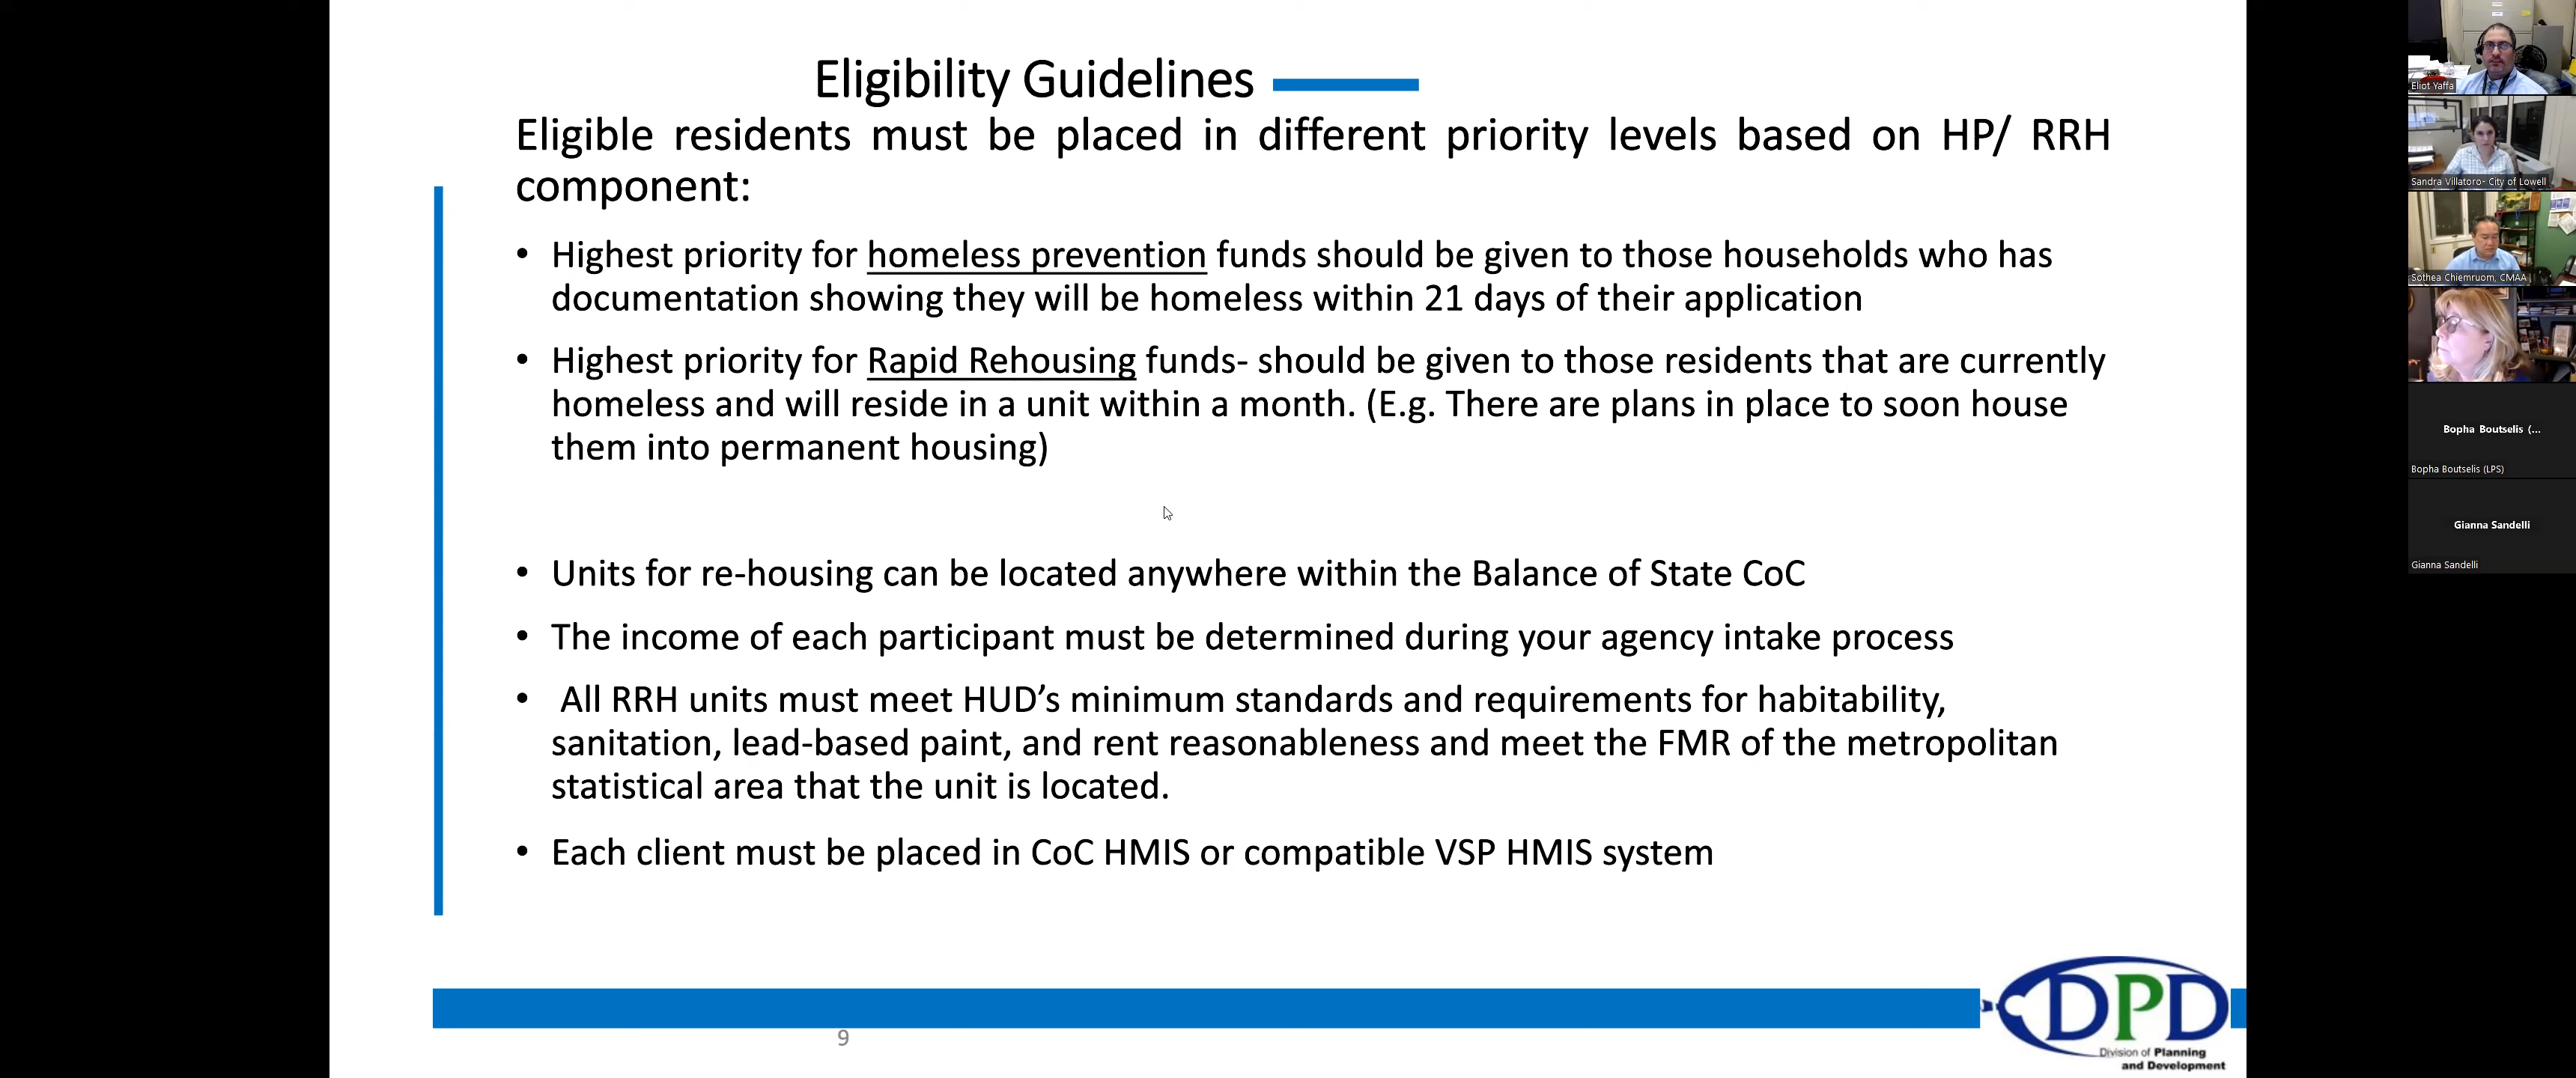 Eligibility Guidelines
Eligible residents must be placed in different priority levels based on HP/ RRH
component:
• Highest priority for homeless prevention funds should be given to those households who has
documentation showing they will be homeless within 21 days of their application
• Highest priority for Rapid Rehousing funds- should be given to those residents that are currently
homeless and will reside in a unit within a month. (E.g. There are plans in place to soon house
them into permanent housing)
• Units for re-housing can be located anywhere within the Balance of State CoC
• The income of each participant must be determined during your agency intake process
• All RRH units must meet HUD’s minimum standards and requirements for habitability,
sanitation, lead-based paint, and rent reasonableness and meet the FMR of the metropolitan
statistical area that the unit is located.
• Each client must be placed in CoC HMIS or compatible VSP HMIS system
9
DPD
Division of Planning
and Development
Eliot Yaffa
Sandra Villatoro- City of Lowell
Sothea Chiemruom, CMAA
Bopha Boutselis (...
Bopha Boutselis (LPS)
Gianna Sandelli
Gianna Sandelli